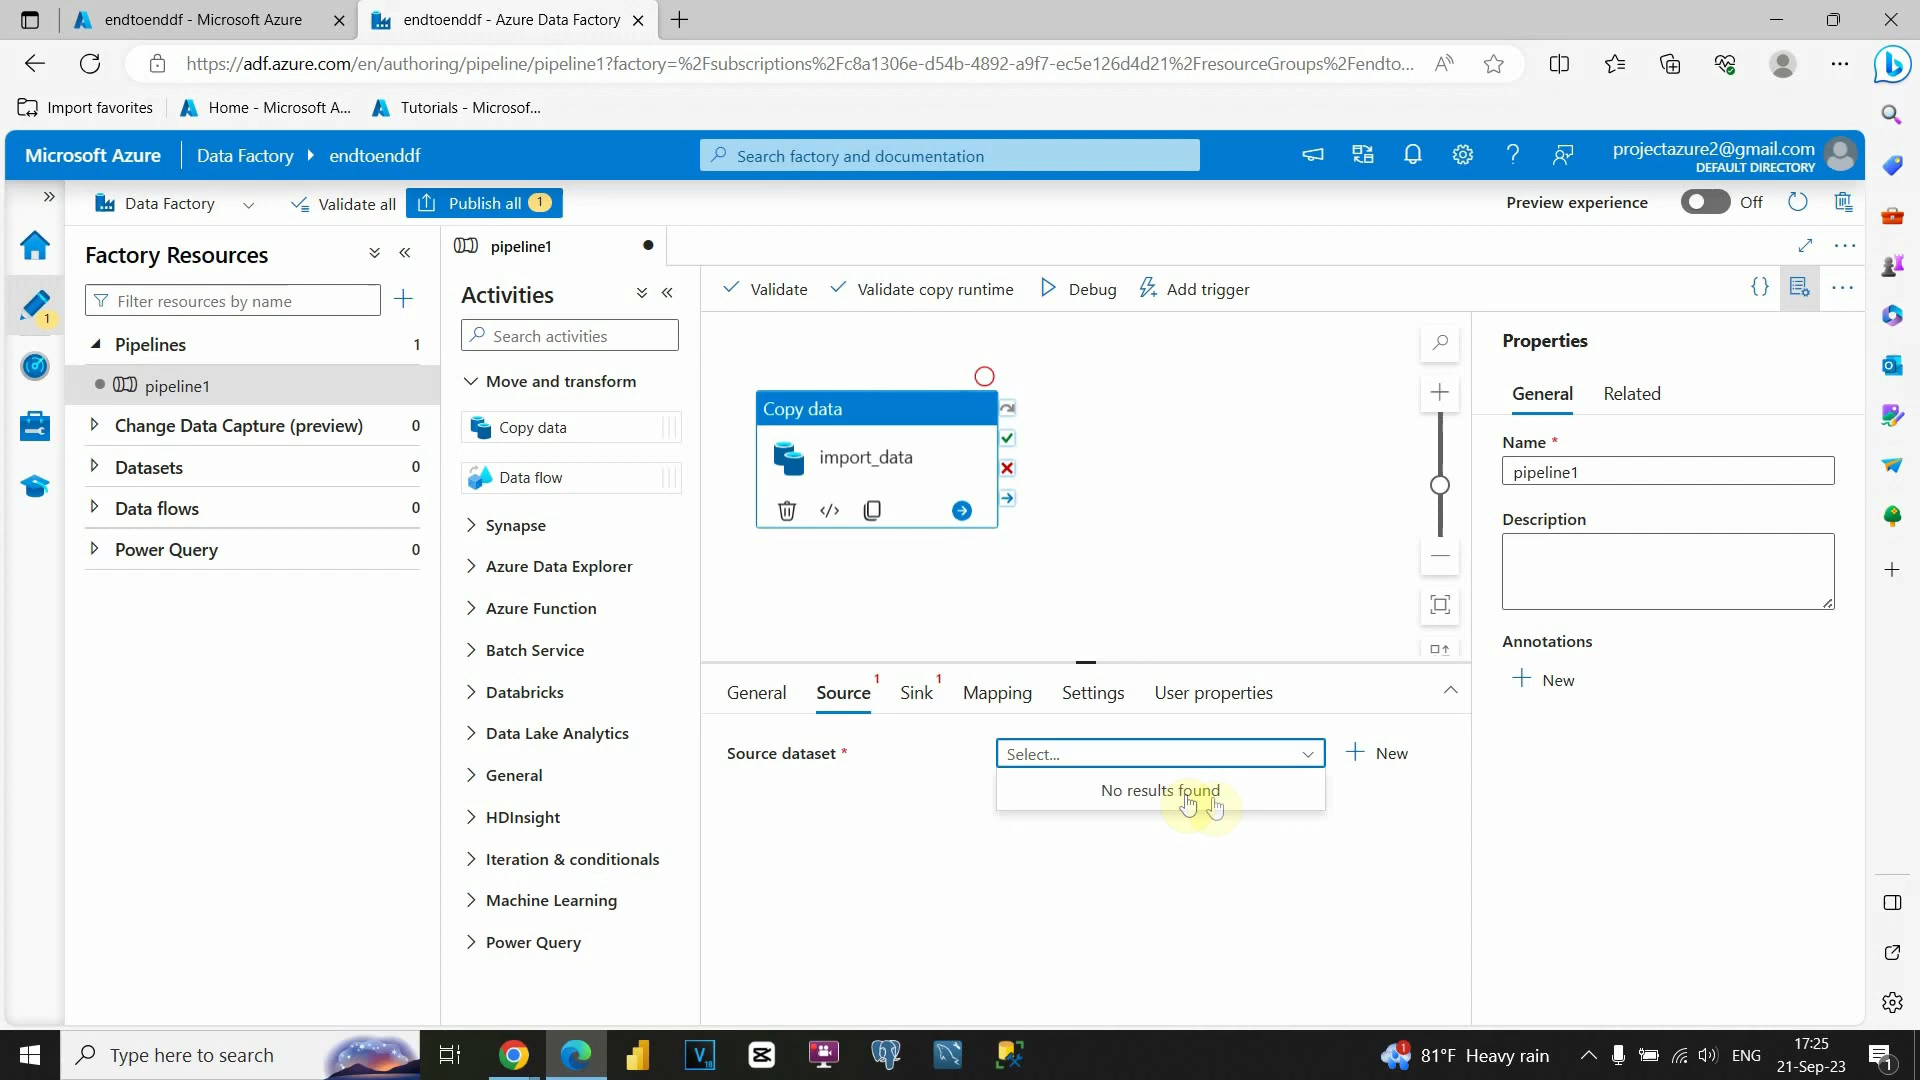 endtoenddf - Microsoft Azure
endtoenddf - Azure Data Factory
https://adf.azure.com/en/authoring/pipeline/pipeline1?factory=%2Fsubscriptions%2Fc8a1306e-d54b-4892-a9f7-ec5e126d4d21%2FresourceGroups%2Fendto...
Import favorites
Home - Microsoft A...
Tutorials - Microsof...
Microsoft Azure
Data Factory
endtoenddf
Search factory and documentation
projectazure2@gmail.com
DEFAULT DIRECTORY
Data Factory
Validate all
Publish all 1
Preview experience
Off
Factory Resources
Filter resources by name
1
Pipelines 1
pipeline1
Change Data Capture (preview) 0
Datasets 0
Data flows 0
Power Query 0
pipeline1
Activities
Search activities
Move and transform
Copy data
Data flow
Synapse
Azure Data Explorer
Azure Function
Batch Service
Databricks
Data Lake Analytics
General
HDInsight
Iteration & conditionals
Machine Learning
Power Query
Validate
Validate copy runtime
Debug
Add trigger
Copy data
import_data
General
Source 1
Sink 1
Mapping
Settings
User properties
Source dataset *
Select...
New
No results found
Properties
General
Related
Name *
pipeline1
Description
Annotations
New
Type here to search
V 18
1
81°F Heavy rain
ENG
17:25
21-Sep-23
1